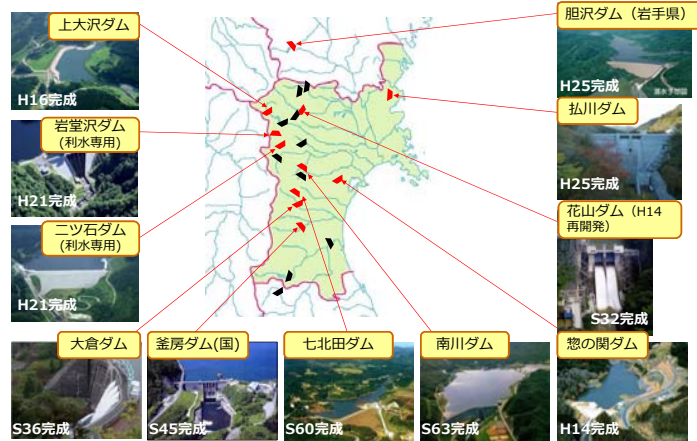 上大沢ダム
H16完成
岩堂沢ダム
(利水専用)
H21完成
二ツ石ダム
(利水専用)
H21完成
胆沢ダム（岩手県）
H25完成
払川ダム
H25完成
花山ダム（H14
再開発）
S32完成
大倉ダム
S36完成
釜房ダム(国)
S45完成
七北田ダム
S60完成
南川ダム
S63完成
惣の関ダム
H14完成